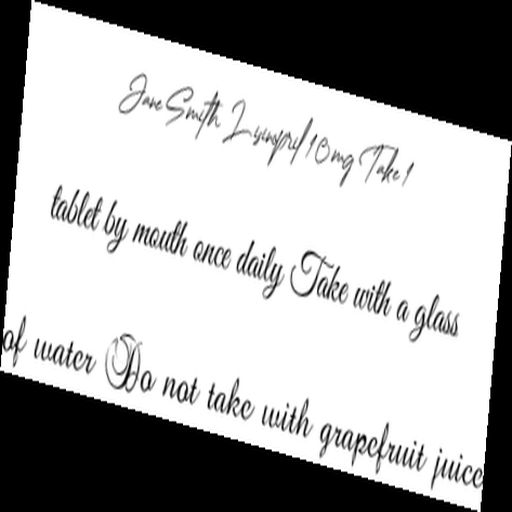 Jane Smith Lisinopril 10mg Take 1
tablet by mouth once daily Take with a glass
of water Do not take with grapefruit juice